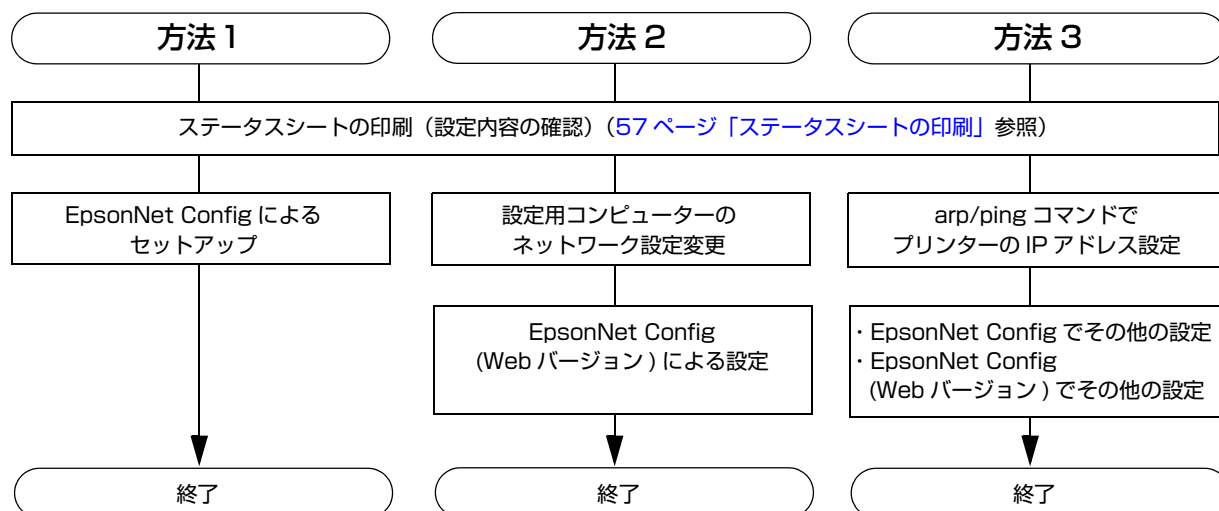 方法 1
方法 2
方法 3
ステータスシートの印刷（設定内容の確認）（57 ページ「ステータスシートの印刷」参照）
EpsonNet Config による
セットアップ
設定用コンピューターの
ネットワーク設定変更
arp/ping コマンドで
プリンターの IP アドレス設定
EpsonNet Config
(Web バージョン ) による設定
・EpsonNet Config でその他の設定
・EpsonNet Config
(Web バージョン ) でその他の設定
終了
終了
終了